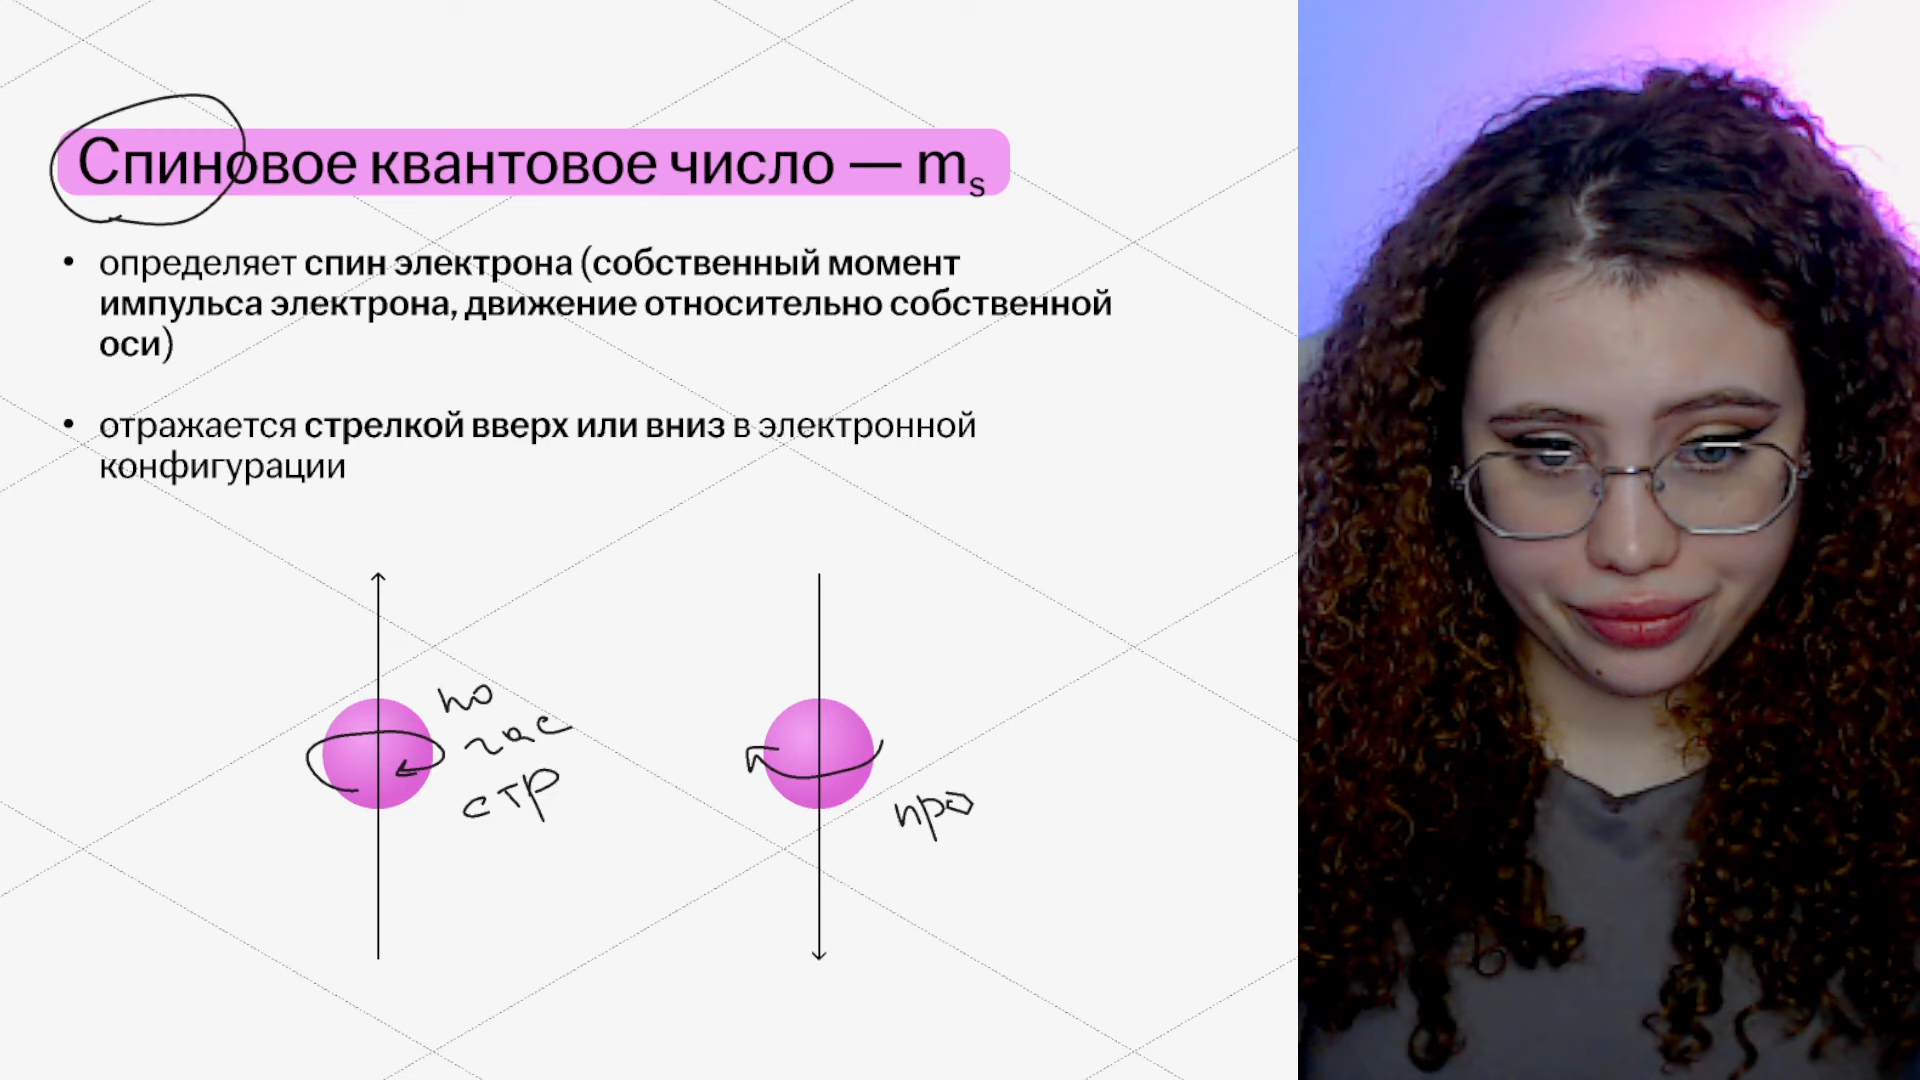 Спиновое квантовое число — ms
• определяет спин электрона (собственный момент
импульса электрона, движение относительно собственной
оси)
• отражается стрелкой вверх или вниз в электронной
конфигурации
по
час
стр
про